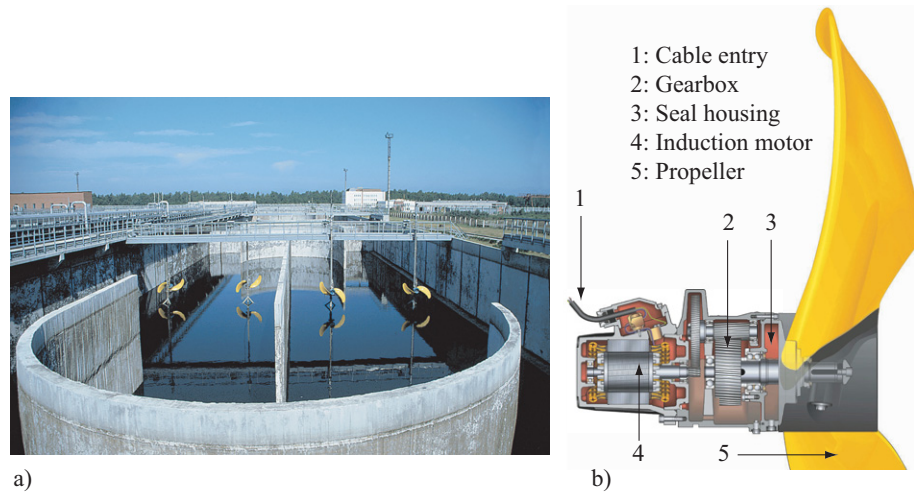 1: Cable entry
2: Gearbox
3: Seal housing
4: Induction motor
5: Propeller
1
2
3
4
5
a)
b)